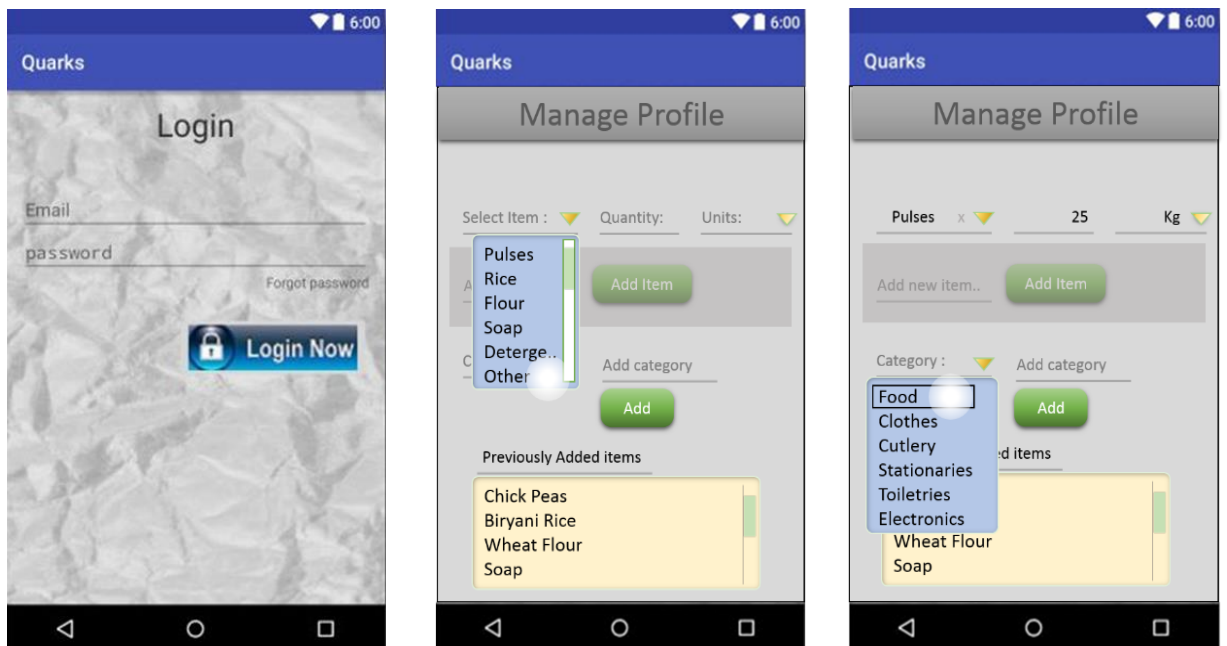 6:00
Quarks
Login
Email
password
Forgot password
Login Now
6:00
Quarks
Manage Profile
Select Item :
Quantity:
Units:
Pulses
Rice
Flour
Soap
Deterge..
Other
A
Add Item
C
Add category
Add
Previously Added items
Chick Peas
Biryani Rice
Wheat Flour
Soap
6:00
Quarks
Manage Profile
Pulses x
25
Kg
Add new item..
Add Item
Category :
Add category
Food
Clothes
Cutlery
Stationaries
Toiletries
Electronics
Add
ed items
Wheat Flour
Soap